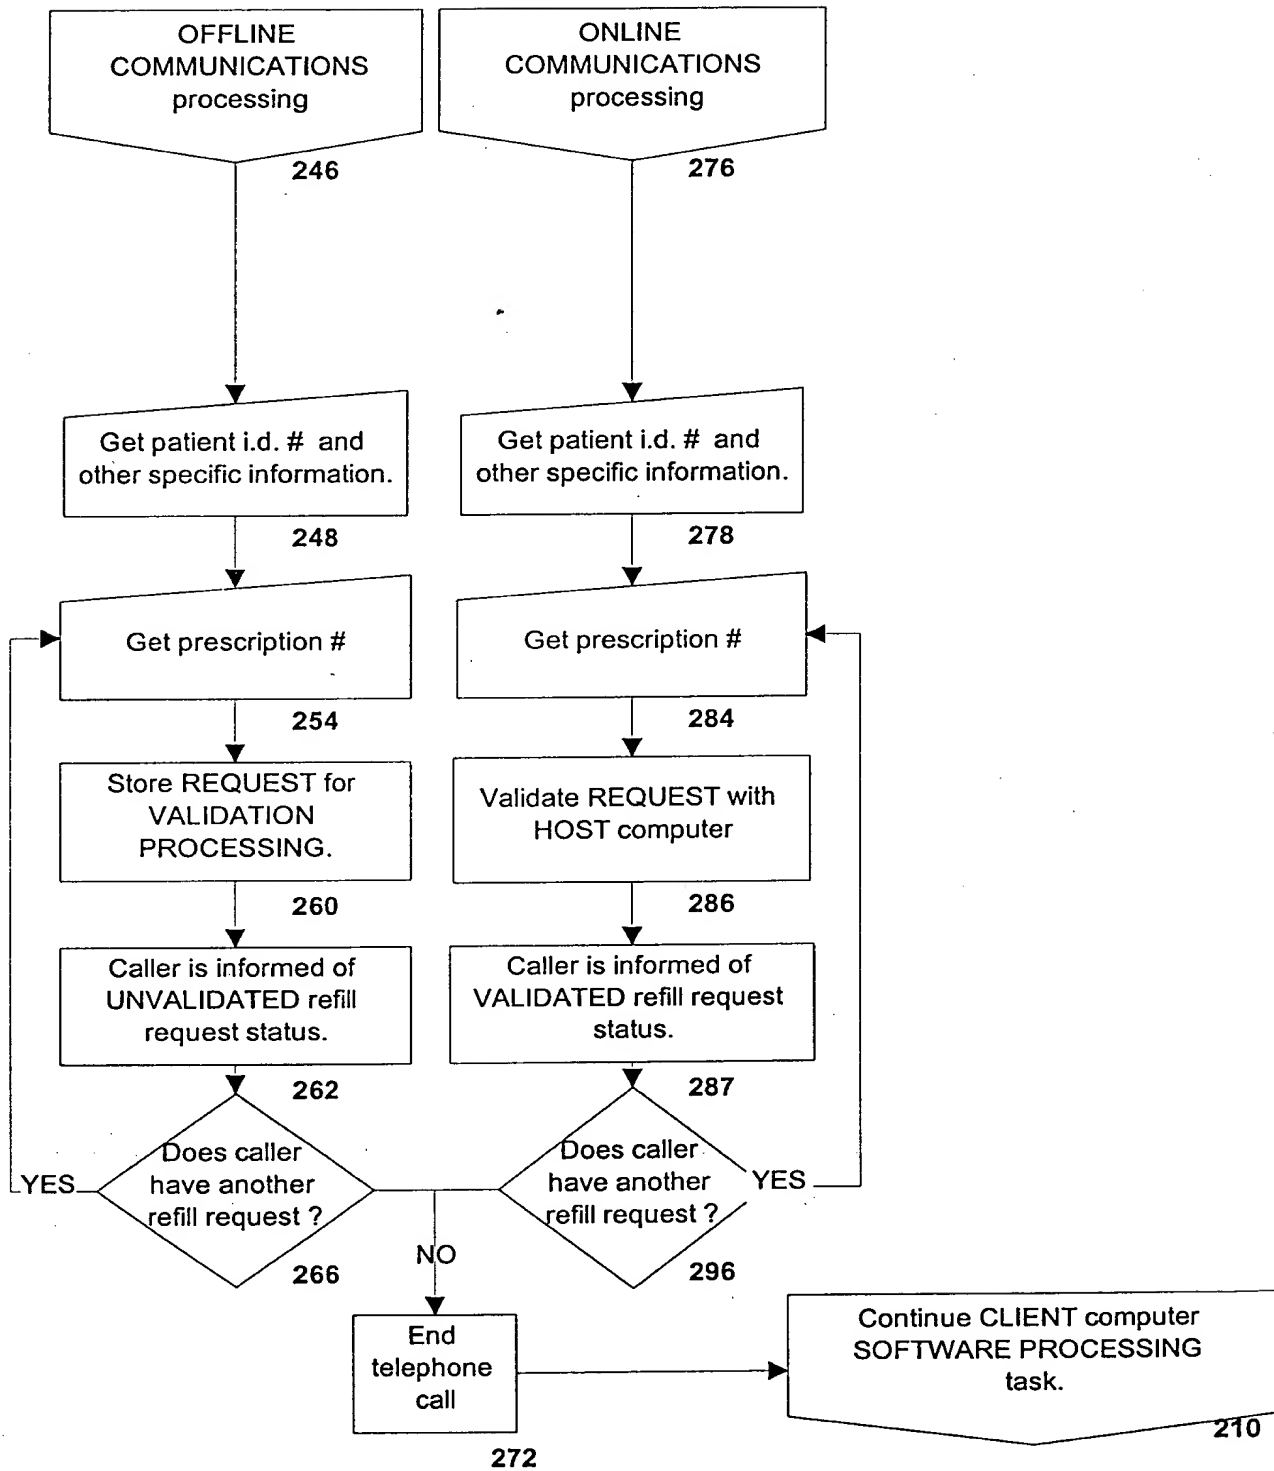 OFFLINE
COMMUNICATIONS
processing
246
ONLINE
COMMUNICATIONS
processing
276
Get patient i.d. # and
other specific information.
248
Get patient i.d. # and
other specific information.
278
Get prescription #
254
Get prescription #
284
Store REQUEST for
VALIDATION
PROCESSING.
260
Validate REQUEST with
HOST computer
286
Caller is informed of
UNVALIDATED refill
request status.
262
Caller is informed of
VALIDATED refill request
status.
287
YES
Does caller
have another
refill request ?
266
NO
Does caller
have another
refill request ?
YES
296
End
telephone
call
272
Continue CLIENT computer
SOFTWARE PROCESSING
task.
210